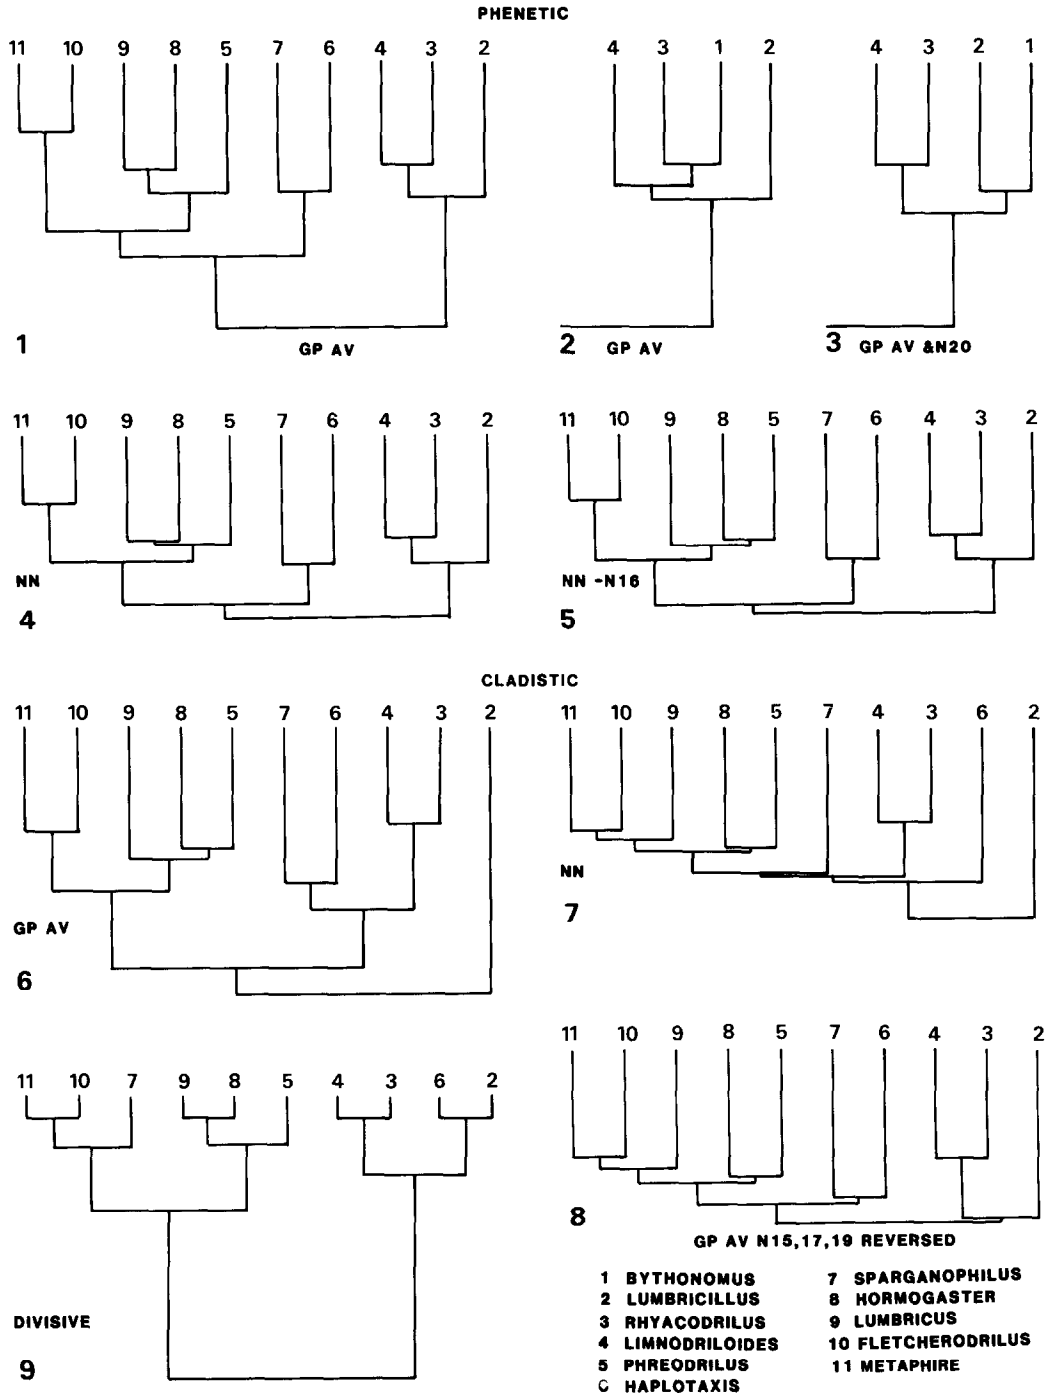 PHENETIC
11 10 9 8 5 7 6 4 3 2
4 3 1 2
4 3 2 1
1 GP AV
2 GP AV
3 GP AV &N20
11 10 9 8 5 7 6 4 3 2
NN
4
11 10 9 8 5 7 6 4 3 2
NN -N16
5
CLADISTIC
11 10 9 8 5 7 6 4 3 2
GP AV
6
11 10 9 8 5 7 4 3 6 2
NN
7
11 10 7 9 8 5 4 3 6 2
DIVISIVE
9
11 10 9 8 5 7 6 4 3 2
8
GP AV N15,17,19 REVERSED
1 BYTHONOMUS
2 LUMBRICILLUS
3 RHYACODRILUS
4 LIMNODRILOIDES
5 PHREODRILUS
C HAPLOTAXIS
7 SPARGANOPHILUS
8 HORMOGASTER
9 LUMBRICUS
10 FLETCHERODRILUS
11 METAPHIRE